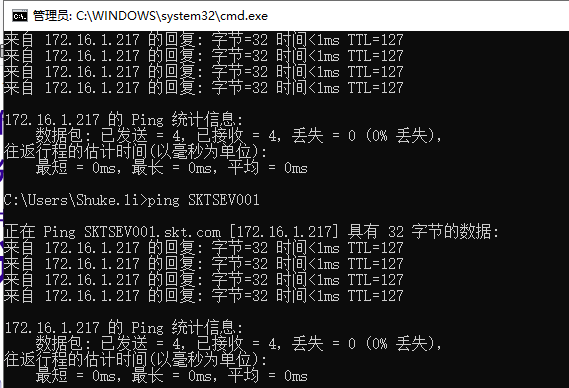 管理员: C:\WINDOWS\system32\cmd.exe
来自 172.16.1.217 的回复: 字节=32 时间<1ms TTL=127
来自 172.16.1.217 的回复: 字节=32 时间<1ms TTL=127
来自 172.16.1.217 的回复: 字节=32 时间<1ms TTL=127
来自 172.16.1.217 的回复: 字节=32 时间<1ms TTL=127
172.16.1.217 的 Ping 统计信息:
数据包: 已发送 = 4，已接收 = 4，丢失 = 0 (0% 丢失)，
往返行程的估计时间(以毫秒为单位):
最短 = 0ms，最长 = 0ms，平均 = 0ms
C:\Users\Shuke.li>ping SKTSEV001
正在 Ping SKTSEV001.skt.com [172.16.1.217] 具有 32 字节的数据:
来自 172.16.1.217 的回复: 字节=32 时间<1ms TTL=127
来自 172.16.1.217 的回复: 字节=32 时间<1ms TTL=127
来自 172.16.1.217 的回复: 字节=32 时间<1ms TTL=127
来自 172.16.1.217 的回复: 字节=32 时间<1ms TTL=127
172.16.1.217 的 Ping 统计信息:
数据包: 已发送 = 4，已接收 = 4，丢失 = 0 (0% 丢失)，
往返行程的估计时间(以毫秒为单位):
最短 = 0ms，最长 = 0ms，平均 = 0ms